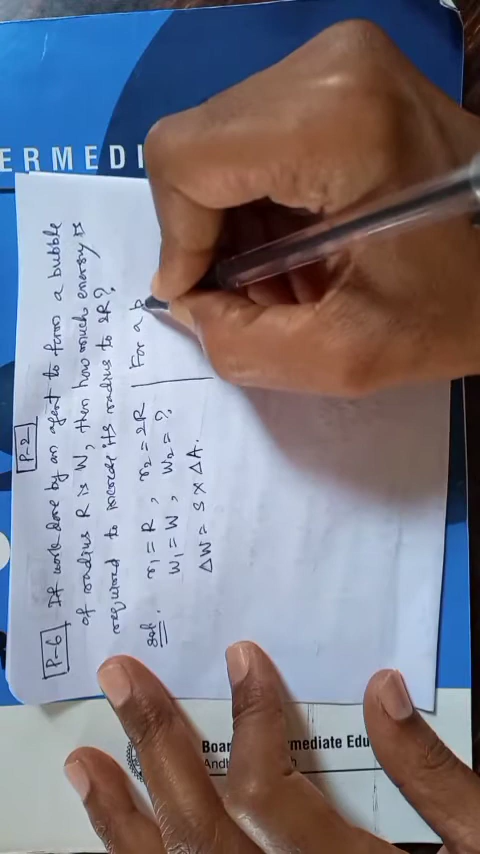 ERMEDI
P-2
P-6 If work done by an agent to form a bubble
of radius R is W, then how much energy is
required to increase its radius to 2R?
Sol. r1 = R, r2 = 2R
W1 = W, W2 = ?
ΔW = S × ΔA.
For a b
Boar
mediate Edu
Andh
h